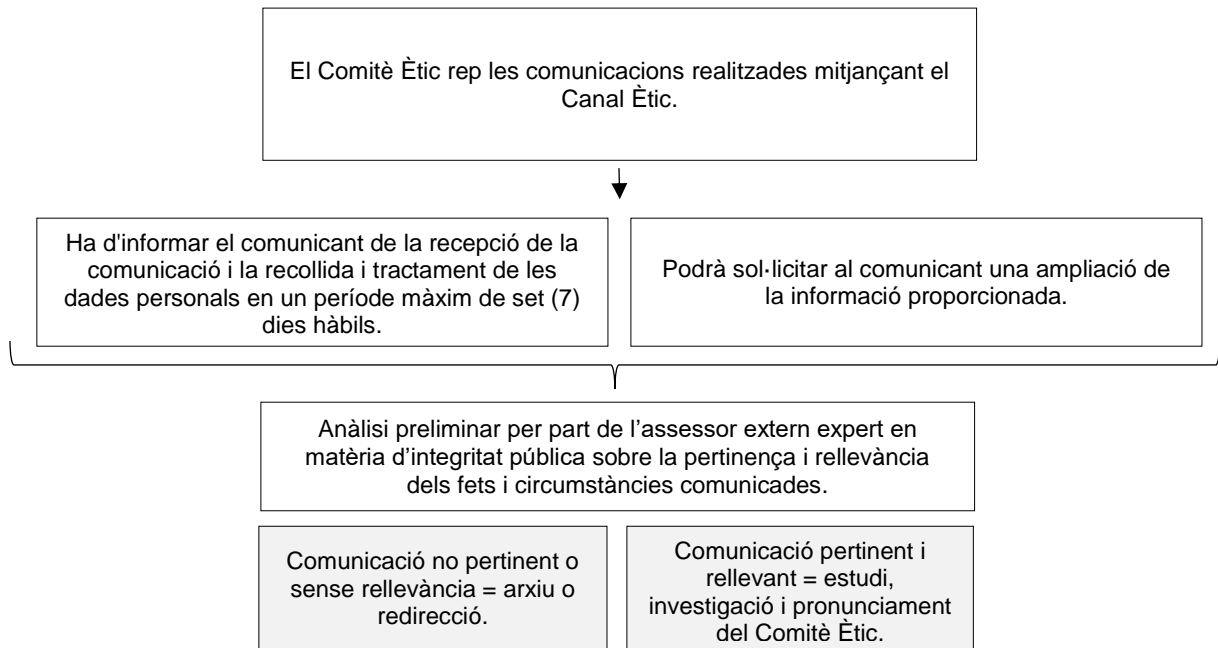 El Comitè Ètic rep les comunicacions realitzades mitjançant el
Canal Ètic.
Ha d'informar el comunicant de la recepció de la
comunicació i la recollida i tractament de les
dades personals en un període màxim de set (7)
dies hàbils.
Podrà sol·licitar al comunicant una ampliació de
la informació proporcionada.
Anàlisi preliminar per part de l’assessor extern expert en
matèria d’integritat pública sobre la pertinença i rellevància
dels fets i circumstàncies comunicades.
Comunicació no pertinent o
sense rellevància = arxiu o
redirecció.
Comunicació pertinent i
rellevant = estudi,
investigació i pronunciament
del Comitè Ètic.